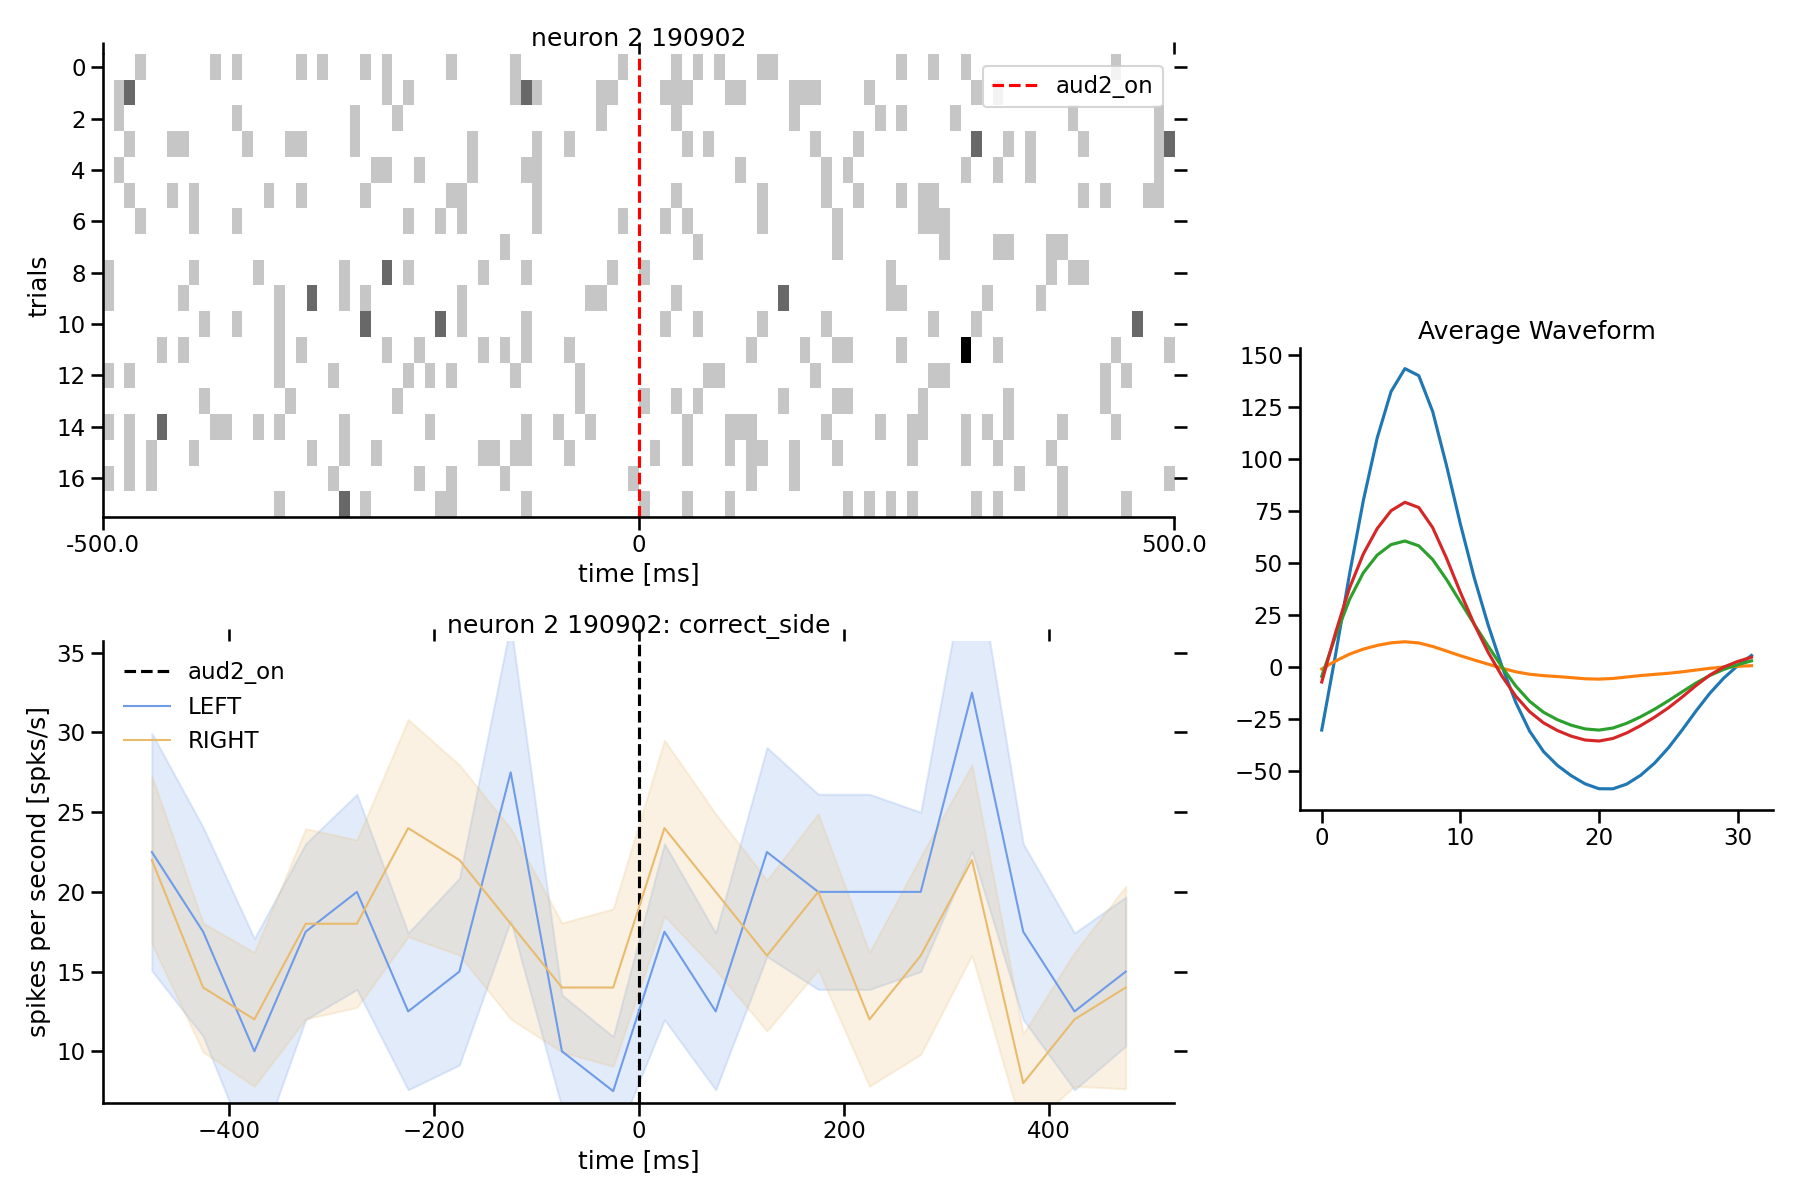 neuron 2 190902
aud2_on
trials
0
2
4
6
8
10
12
14
16
-500.0 0 500.0
time [ms]
neuron 2 190902: correct_side
aud2_on
LEFT
RIGHT
spikes per second [spks/s]
35
30
25
20
15
10
−400 −200 0 200 400
time [ms]
Average Waveform
150
125
100
75
50
25
0
−25
−50
0 10 20 30